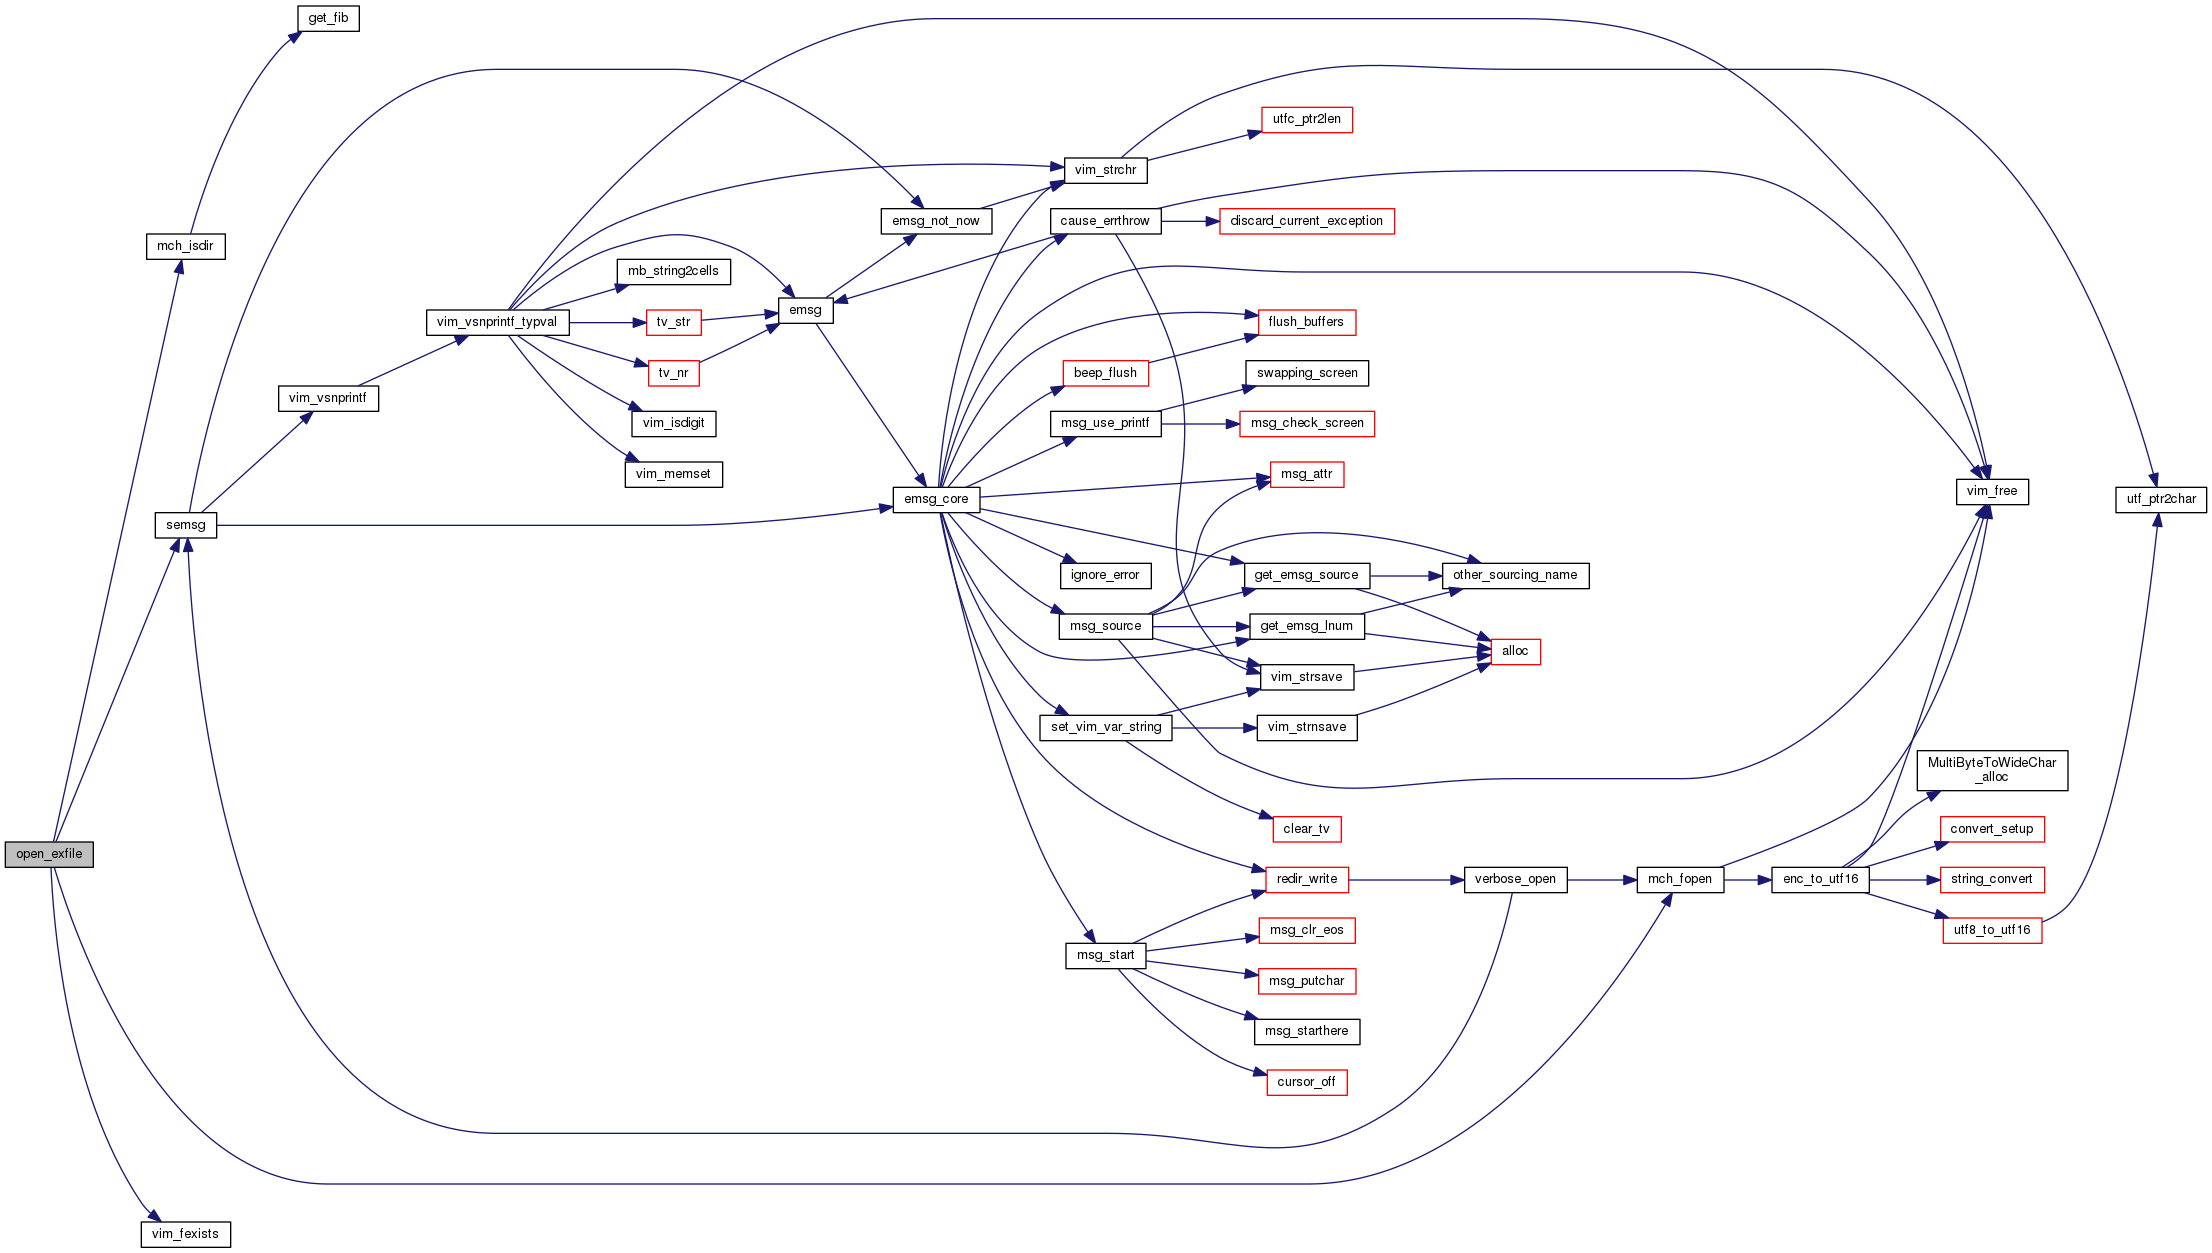 get_fib
utfc_ptr2len
vim_strchr
emsg_not_now
cause_errthrow
discard_current_exception
mch_isdir
mb_string2cells
emsg
vim_vsnprintf_typval
tv_str
flush_buffers
tv_nr
beep_flush
swapping_screen
vim_vsnprintf
vim_isdigit
msg_use_printf
msg_check_screen
vim_memset
msg_attr
vim_free
utf_ptr2char
emsg_core
semsg
ignore_error
get_emsg_source
other_sourcing_name
msg_source
get_emsg_lnum
alloc
vim_strsave
set_vim_var_string
vim_strnsave
MultiByteToWideChar
_alloc
clear_tv
convert_setup
open_exfile
redir_write
verbose_open
mch_fopen
enc_to_utf16
string_convert
msg_clr_eos
utf8_to_utf16
msg_start
msg_putchar
msg_starthere
cursor_off
vim_fexists